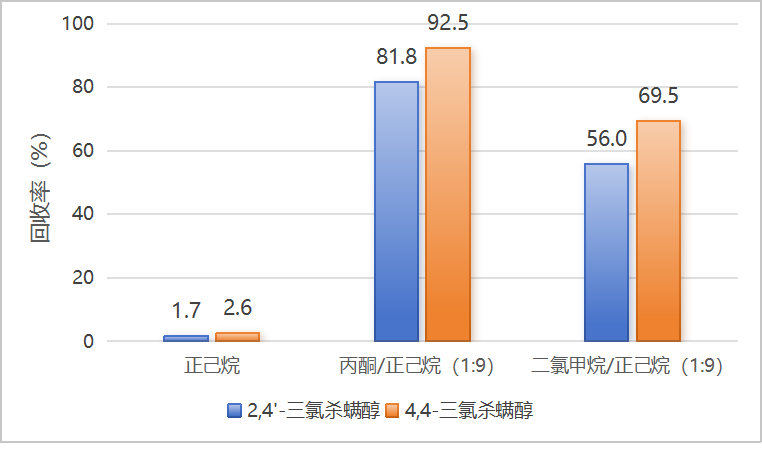 100
80
60
40
20
0
回收率（%）
1.7
2.6
81.8
92.5
56.0
69.5
正己烷
丙酮/正己烷（1:9）
二氯甲烷/正己烷（1:9）
2,4'-三氯杀螨醇
4,4-三氯杀螨醇